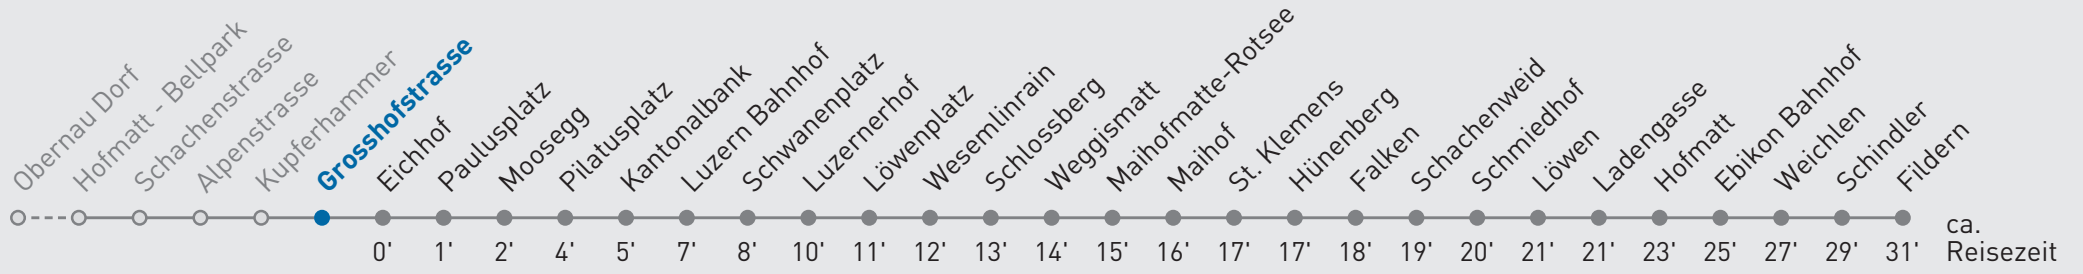 Obernau Dorf
Hofmatt - Bellpark
Schachenstrasse
Alpenstrasse
Kupferhammer
Grosshofstrasse
Eichhof
Paulusplatz
Moosegg
Pilatusplatz
Kantonalbank
Luzern Bahnhof
Schwanenplatz
Luzernerhof
Löwenplatz
Wesemlinrain
Schlossberg
Weggismatt
Maihofmatte-Rotsee
Maihof
St. Klemens
Hünenberg
Falken
Schachenweid
Schmiedhof
Löwen
Ladengasse
Hofmatt
Ebikon Bahnhof
Weichlen
Schindler
Fildern
0' 1' 2' 4' 5' 7' 8' 10' 11' 12' 13' 14' 15' 16' 17' 17' 18' 19' 20' 21' 21' 23' 25' 27' 29' 31'
ca.
Reisezeit